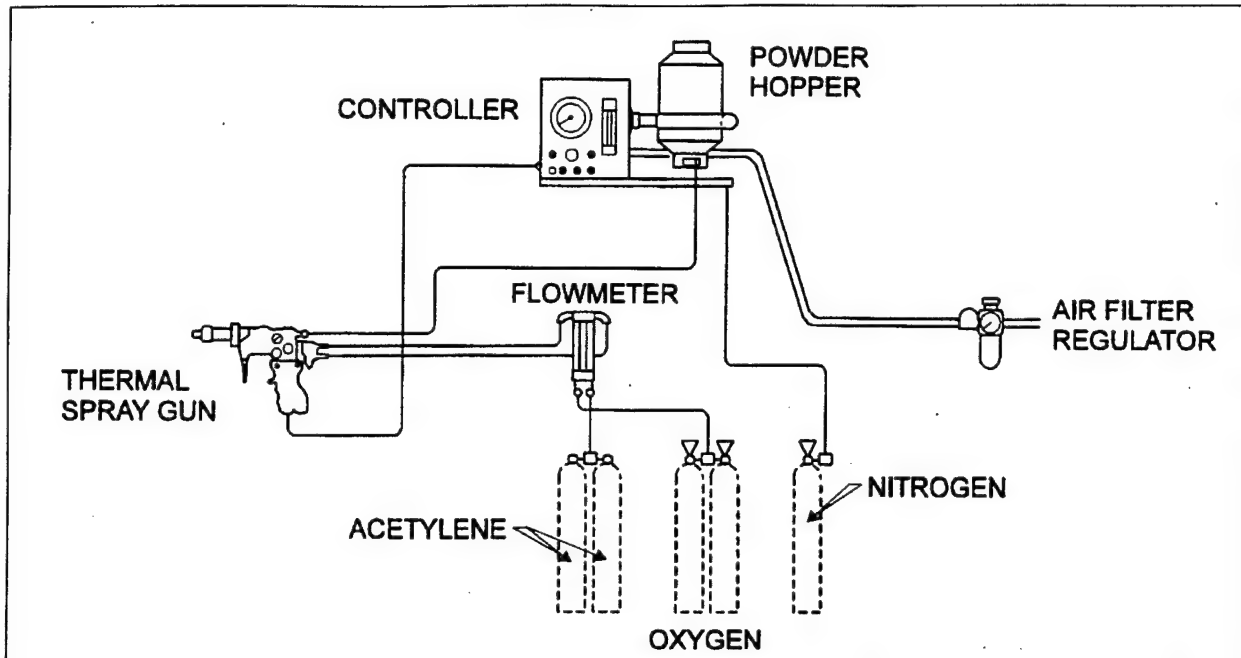 POWDER
HOPPER
CONTROLLER
FLOWMETER
AIR FILTER
REGULATOR
THERMAL
SPRAY GUN
NITROGEN
ACETYLENE
OXYGEN